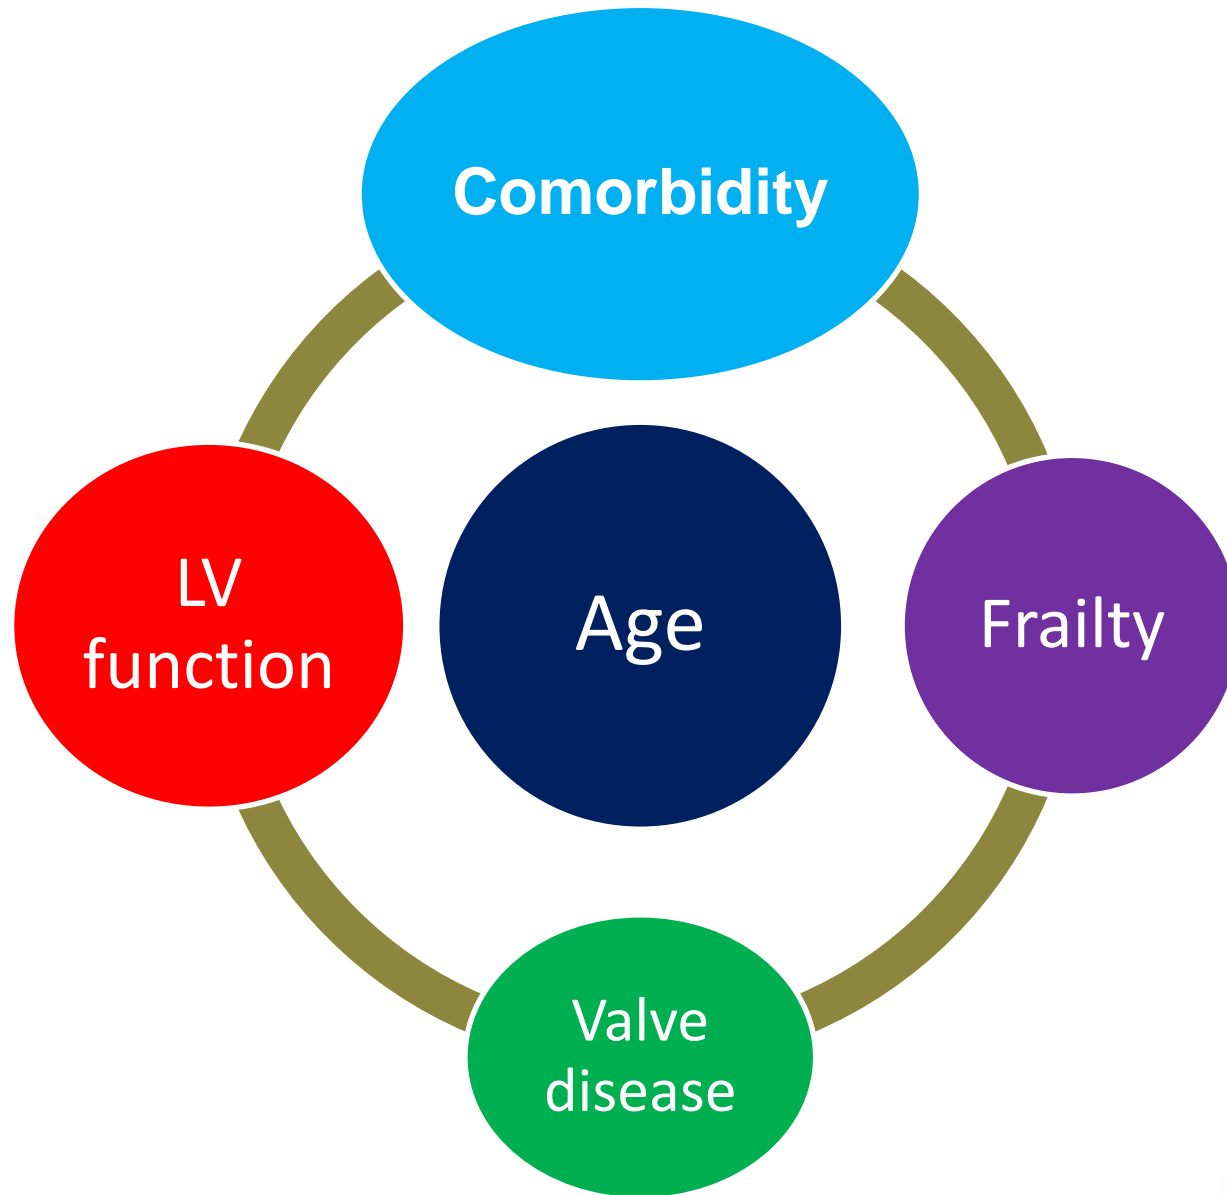 Comorbidity
LV
function
Age
Frailty
Valve
disease